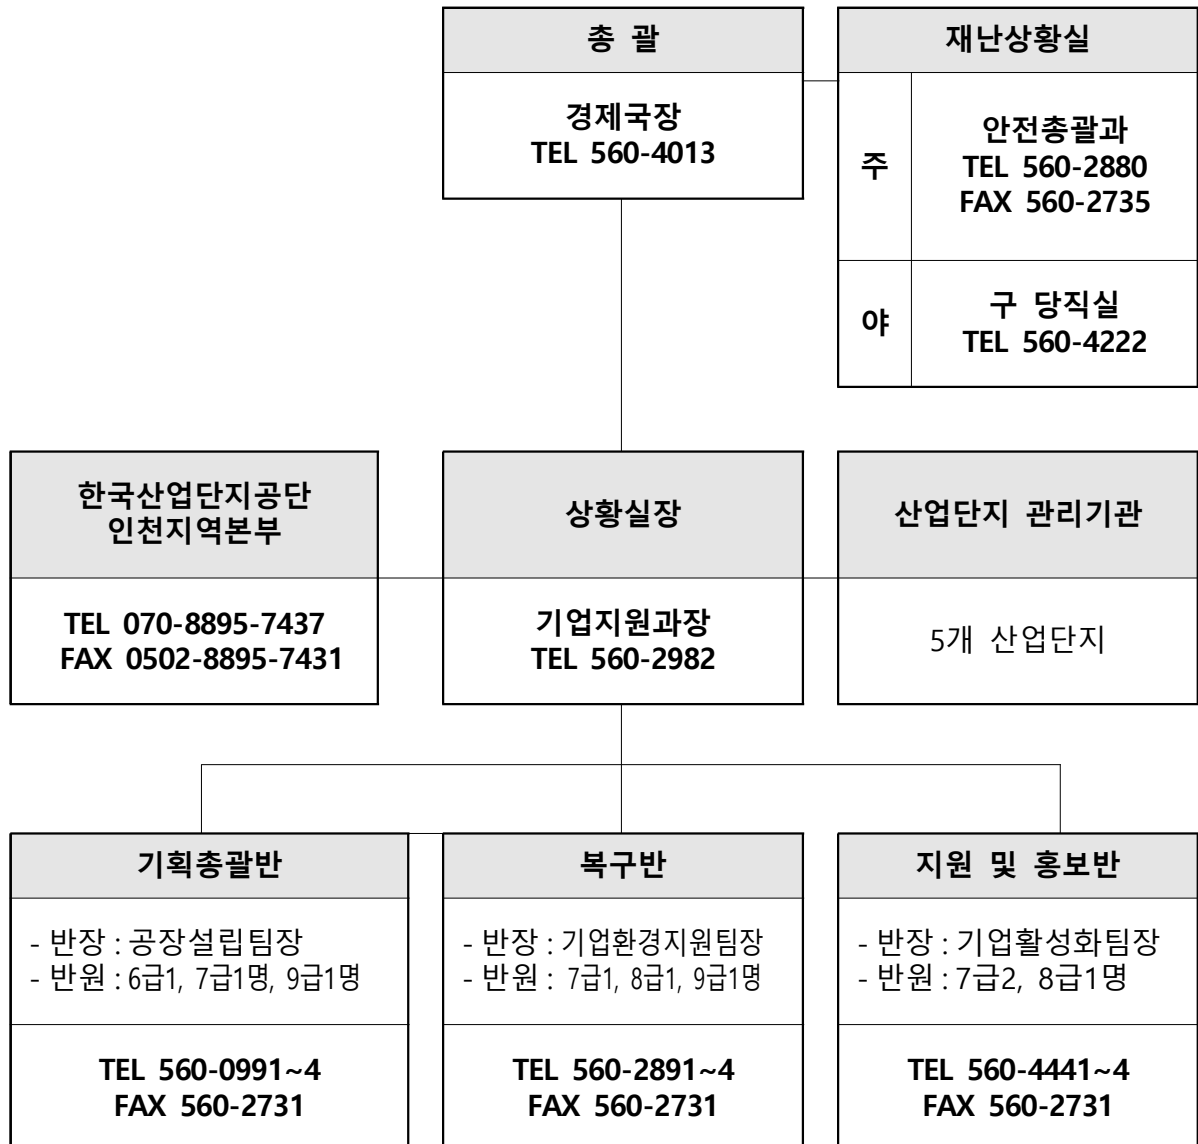 총 괄
경제국장
TEL 560-4013
재난상황실
주
안전총괄과
TEL 560-2880
FAX 560-2735
야
구 당직실
TEL 560-4222
한국산업단지공단
인천지역본부
TEL 070-8895-7437
FAX 0502-8895-7431
상황실장
기업지원과장
TEL 560-2982
산업단지 관리기관
5개 산업단지
기획총괄반
- 반장 : 공장설립팀장
- 반원 : 6급1, 7급1명, 9급1명
TEL 560-0991~4
FAX 560-2731
복구반
- 반장 : 기업환경지원팀장
- 반원 : 7급1, 8급1, 9급1명
TEL 560-2891~4
FAX 560-2731
지원 및 홍보반
- 반장 : 기업활성화팀장
- 반원 : 7급2, 8급1명
TEL 560-4441~4
FAX 560-2731